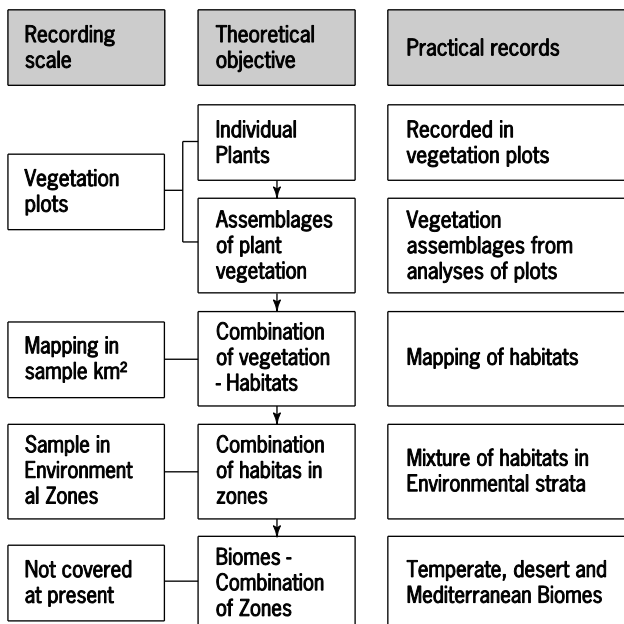 Recording
scale
Theoretical
objective
Practical records
Vegetation
plots
Individual
Plants
Recorded in
vegetation plots
Assemblages
of plant
vegetation
Vegetation
assemblages from
analyses of plots
Mapping in
sample km²
Combination
of vegetation
- Habitats
Mapping of habitats
Sample in
Environment
al Zones
Combination
of habitas in
zones
Mixture of habitats in
Environmental strata
Not covered
at present
Biomes -
Combination
of Zones
Temperate, desert and
Mediterranean Biomes